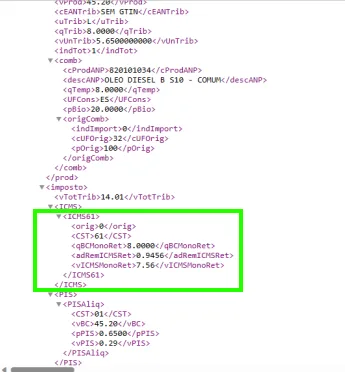 <vProd>45.20</vProd>
<cEANTrib>SEM GTIN</cEANTrib>
<uTrib>L</uTrib>
<qTrib>8.0000</qTrib>
<vUnTrib>5.6500000000</vUnTrib>
<indTot>1</indTot>
▼<comb>
<cProdANP>820101034</cProdANP>
<descANP>OLEO DIESEL B S10 - COMUM</descANP>
<qTemp>8.0000</qTemp>
<UFCons>ES</UFCons>
<pBio>20.0000</pBio>
▼<origComb>
<indImport>0</indImport>
<cUFOrig>32</cUFOrig>
<pOrig>100</pOrig>
</origComb>
</comb>
</prod>
▼<imposto>
<vTotTrib>14.01</vTotTrib>
▼<ICMS>
▼<ICMS61>
<orig>0</orig>
<CST>61</CST>
<qBCMonoRet>8.0000</qBCMonoRet>
<adRemICMSRet>0.9456</adRemICMSRet>
<vICMSMonoRet>7.56</vICMSMonoRet>
</ICMS61>
</ICMS>
▼<PIS>
▼<PISAliq>
<CST>01</CST>
<vBC>45.20</vBC>
<pPIS>0.6500</pPIS>
<vPIS>0.29</vPIS>
</PISAliq>
</PIS>